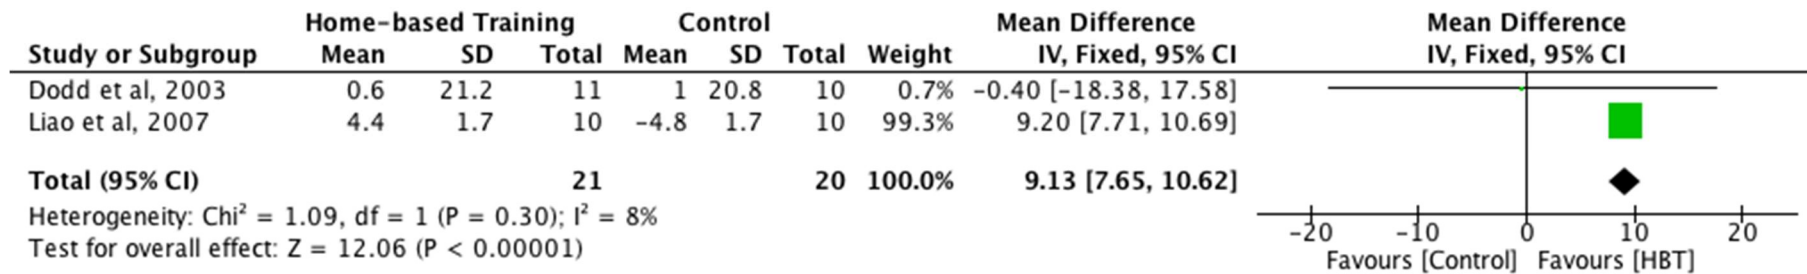 Home-based Training Control Mean Difference Mean Difference
Study or Subgroup Mean SD Total Mean SD Total Weight IV, Fixed, 95% CI IV, Fixed, 95% CI
Dodd et al, 2003 0.6 21.2 11 1 20.8 10 0.7% -0.40 [-18.38, 17.58]
Liao et al, 2007 4.4 1.7 10 -4.8 1.7 10 99.3% 9.20 [7.71, 10.69]
Total (95% CI) 21 20 100.0% 9.13 [7.65, 10.62]
Heterogeneity: Chi² = 1.09, df = 1 (P = 0.30); I² = 8%
Test for overall effect: Z = 12.06 (P < 0.00001)
-20 -10 0 10 20
Favours [Control] Favours [HBT]